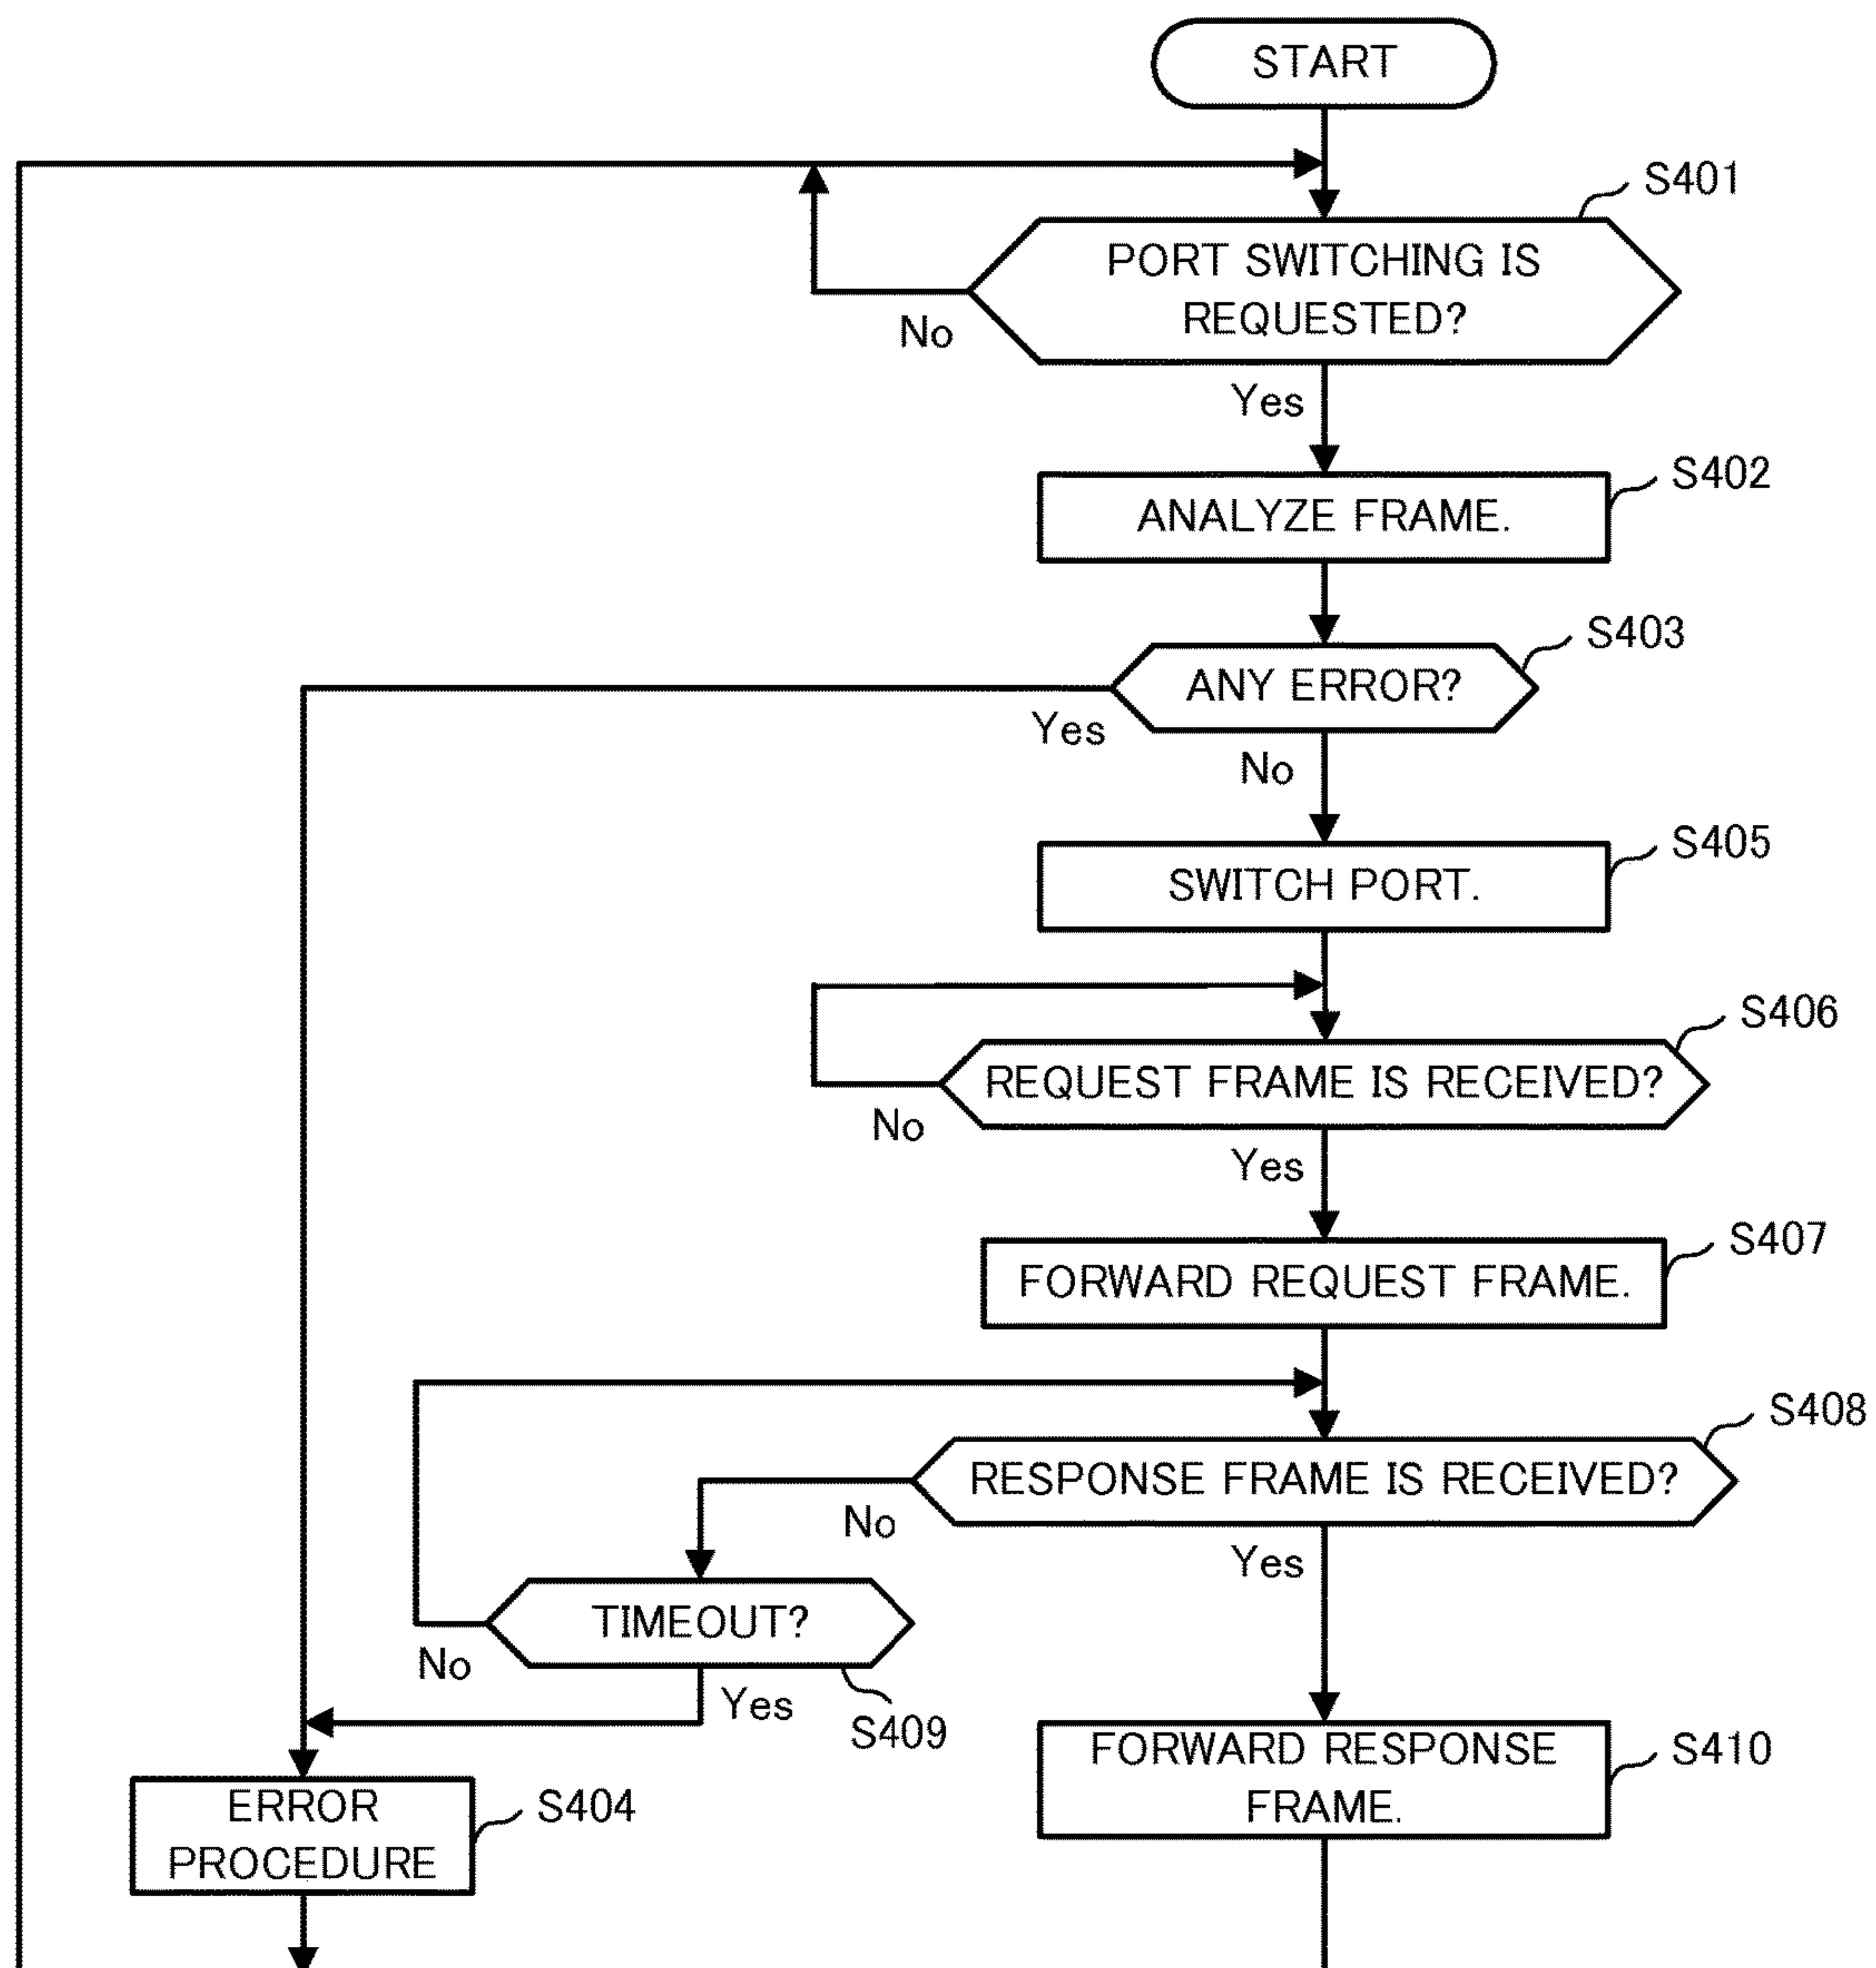 START
S401
PORT SWITCHING IS
REQUESTED?
No
Yes
S402
ANALYZE FRAME.
S403
ANY ERROR?
Yes
No
S405
SWITCH PORT.
S406
REQUEST FRAME IS RECEIVED?
No
Yes
S407
FORWARD REQUEST FRAME.
S408
RESPONSE FRAME IS RECEIVED?
No
Yes
TIMEOUT?
No
Yes
S409
FORWARD RESPONSE
FRAME.
S410
ERROR
PROCEDURE
S404